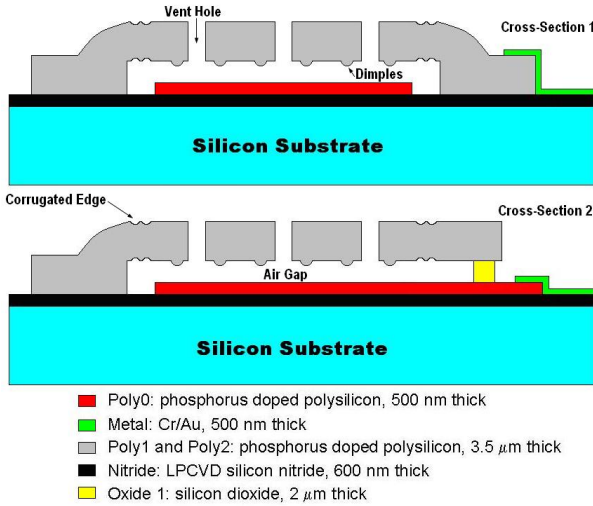 Vent Hole
Cross-Section 1
Dimples
Silicon Substrate
Corrugated Edge
Cross-Section 2
Air Gap
Silicon Substrate
Poly0: phosphorus doped polysilicon, 500 nm thick
Metal: Cr/Au, 500 nm thick
Poly1 and Poly2: phosphorus doped polysilicon, 3.5 μm thick
Nitride: LPCVD silicon nitride, 600 nm thick
Oxide 1: silicon dioxide, 2 μm thick